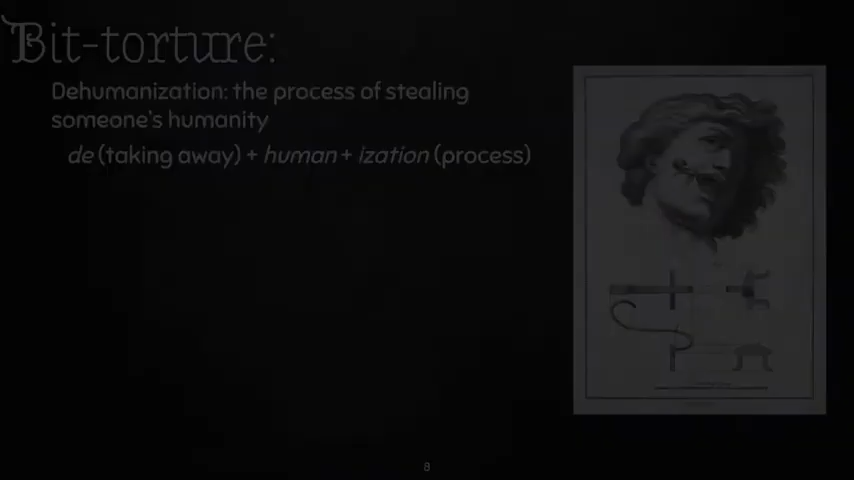 Bit-torture:
Dehumanization: the process of stealing
someone's humanity
de (taking away) + human + ization (process)
8